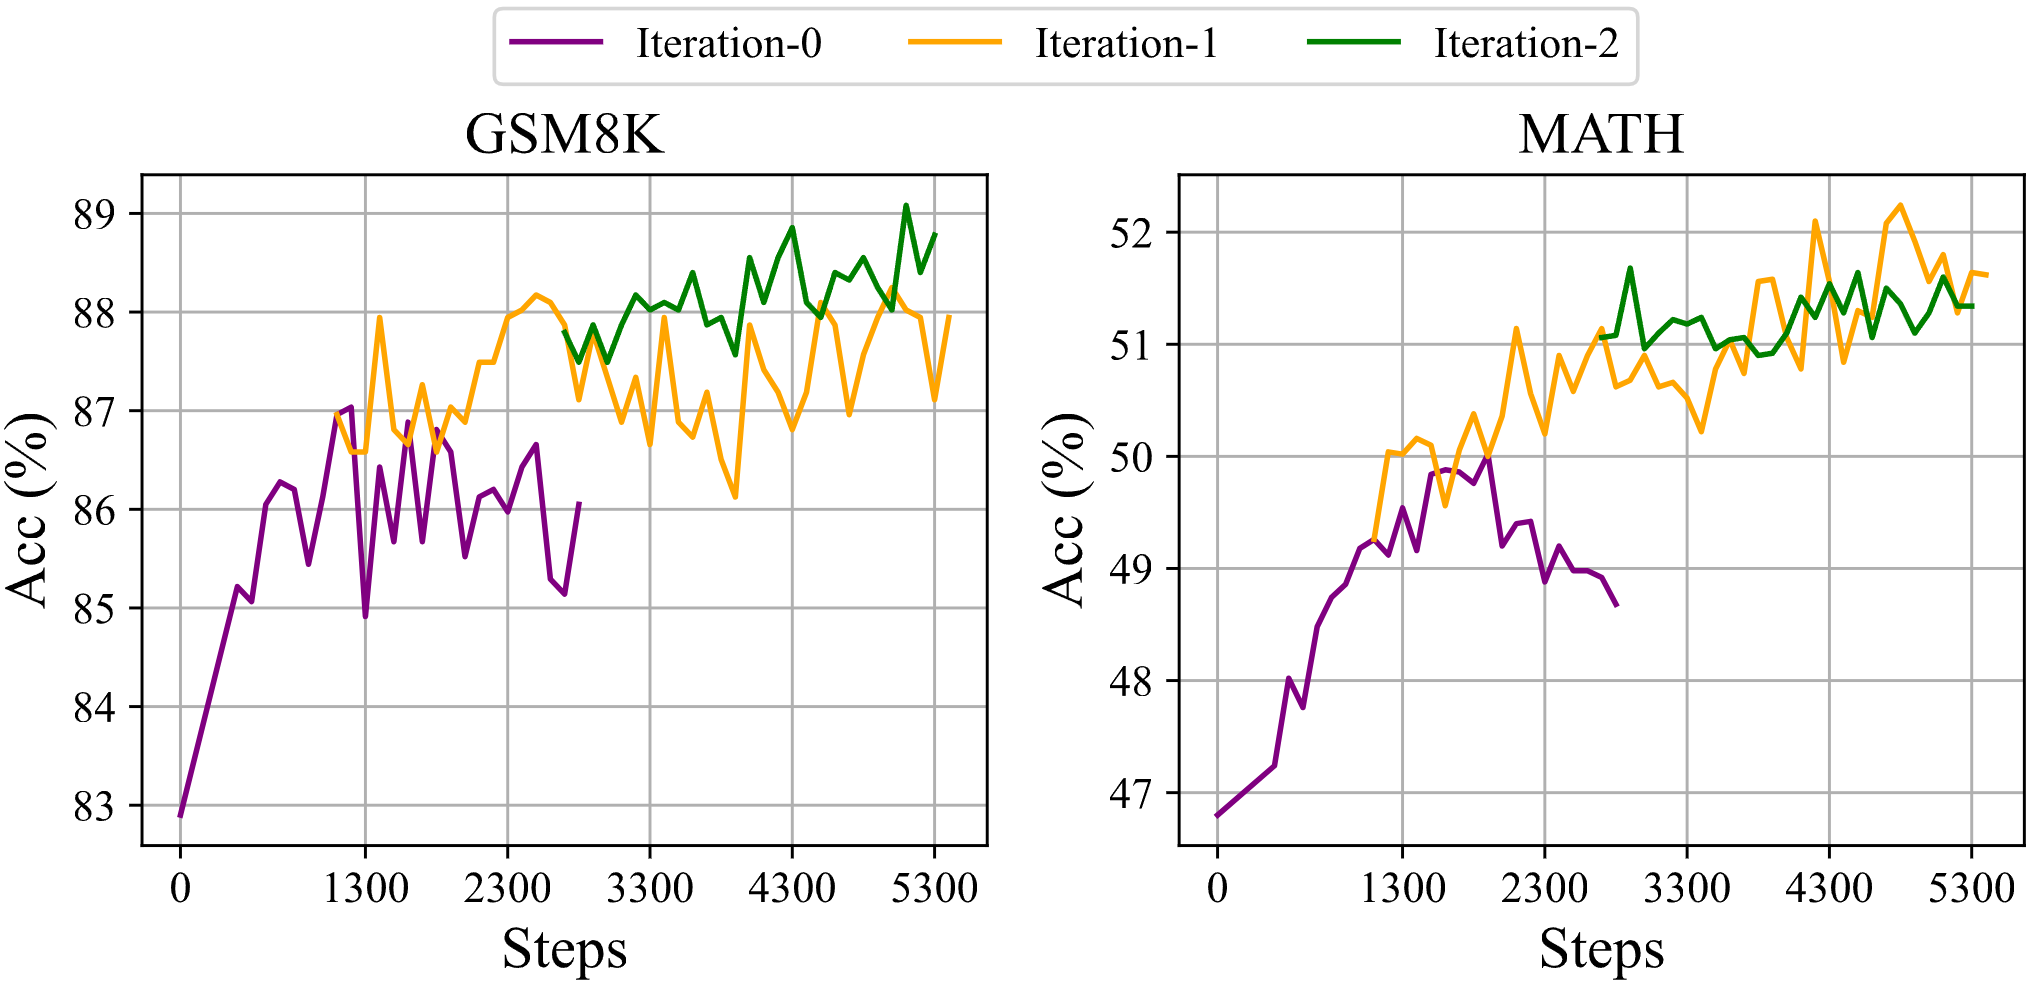 Iteration-0 Iteration-1 Iteration-2
GSM8K
89
88
87
86
85
84
83
Acc (%)
0 1300 2300 3300 4300 5300
Steps
MATH
52
51
50
49
48
47
Acc (%)
0 1300 2300 3300 4300 5300
Steps